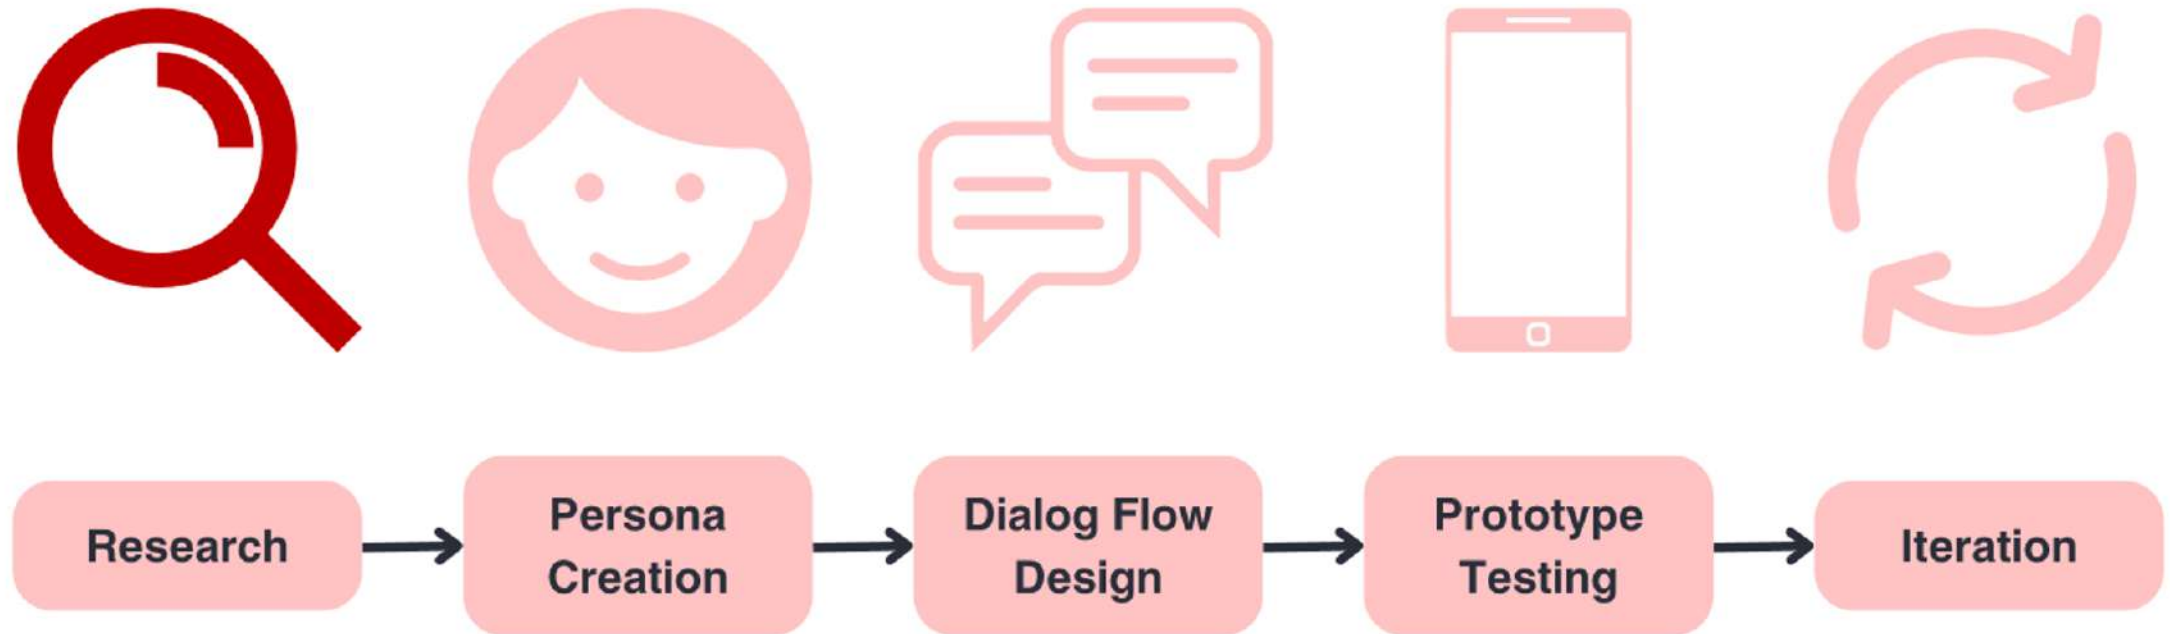 Research
Persona
Creation
Dialog Flow
Design
Prototype
Testing
Iteration